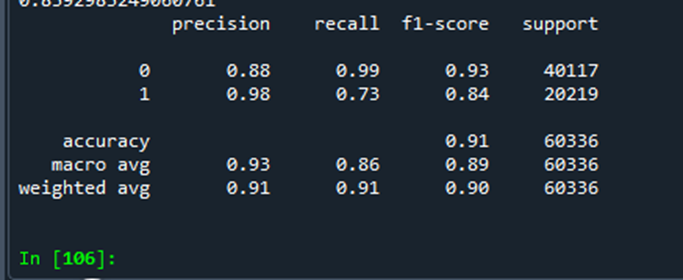 0.8592985249060761
precision recall f1-score support
0 0.88 0.99 0.93 40117
1 0.98 0.73 0.84 20219
accuracy 0.91 60336
macro avg 0.93 0.86 0.89 60336
weighted avg 0.91 0.91 0.90 60336
In [106]: